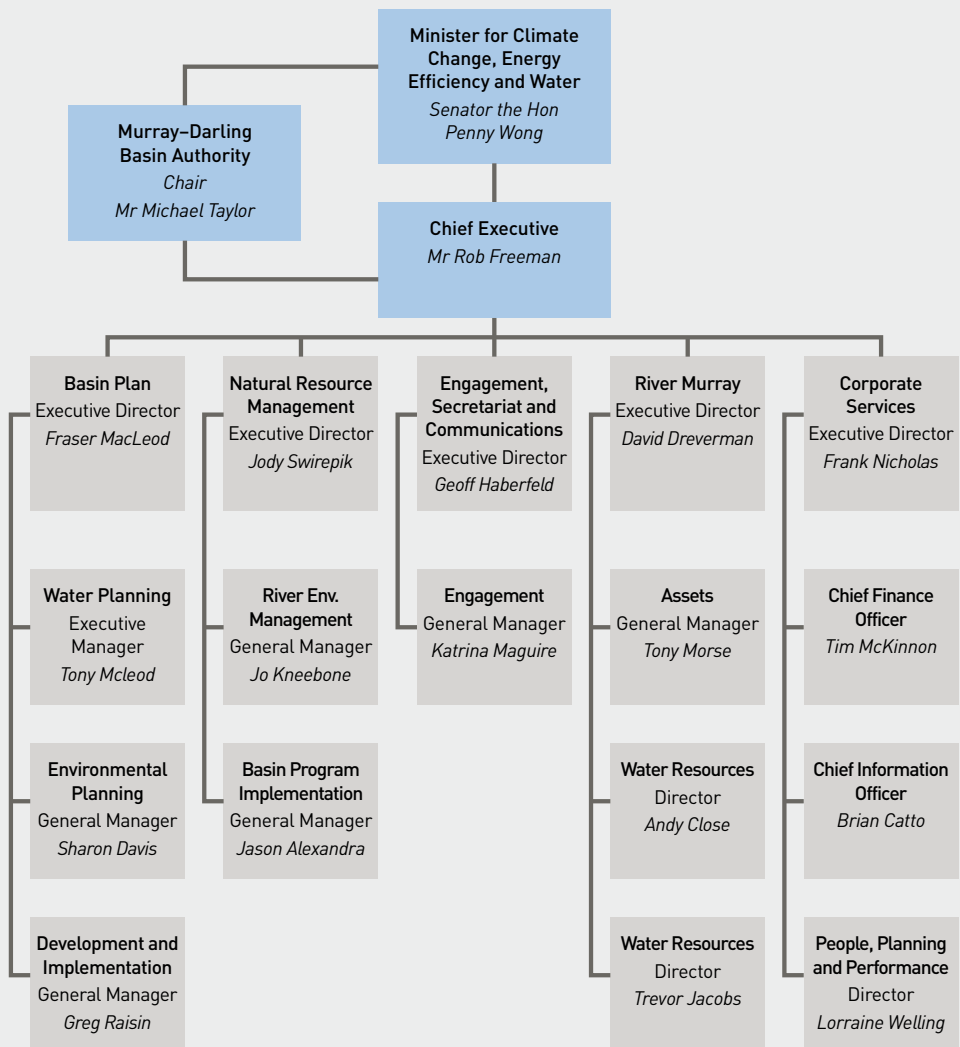 Minister for Climate
Change, Energy
Efficiency and Water
Senator the Hon
Penny Wong
Murray–Darling
Basin Authority
Chair
Mr Michael Taylor
Chief Executive
Mr Rob Freeman
Basin Plan
Executive Director
Fraser MacLeod
Natural Resource
Management
Executive Director
Jody Swirepik
Engagement,
Secretariat and
Communications
Executive Director
Geoff Haberfeld
River Murray
Executive Director
David Dreverman
Corporate
Services
Executive Director
Frank Nicholas
Water Planning
Executive
Manager
Tony Mcleod
River Env.
Management
General Manager
Jo Kneebone
Engagement
General Manager
Katrina Maguire
Assets
General Manager
Tony Morse
Chief Finance
Officer
Tim McKinnon
Environmental
Planning
General Manager
Sharon Davis
Basin Program
Implementation
General Manager
Jason Alexandra
Water Resources
Director
Andy Close
Chief Information
Officer
Brian Catto
Development and
Implementation
General Manager
Greg Raisin
Water Resources
Director
Trevor Jacobs
People, Planning
and Performance
Director
Lorraine Welling